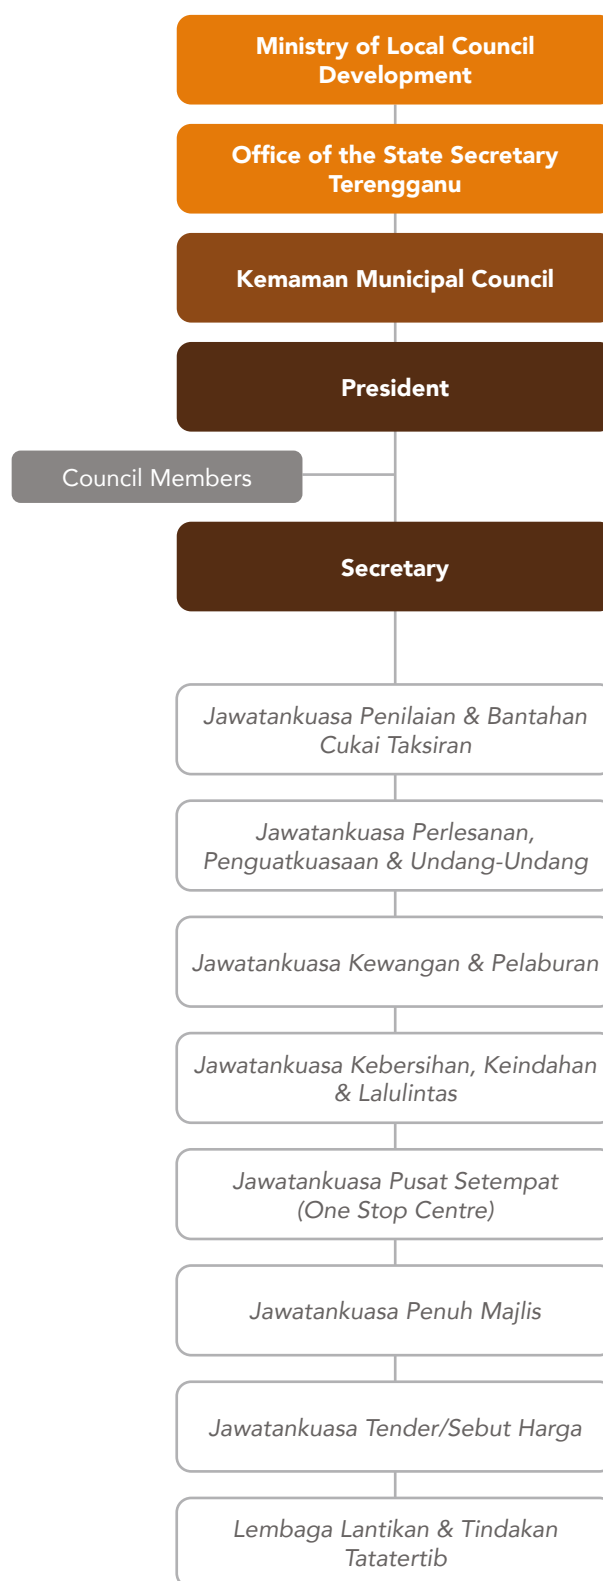 Ministry of Local Council
Development
Office of the State Secretary
Terengganu
Kemaman Municipal Council
President
Council Members
Secretary
Jawatankuasa Penilaian & Bantahan
Cukai Taksiran
Jawatankuasa Perlesanan,
Penguatkuasaan & Undang-Undang
Jawatankuasa Kewangan & Pelaburan
Jawatankuasa Kebersihan, Keindahan
& Lalulintas
Jawatankuasa Pusat Setempat
(One Stop Centre)
Jawatankuasa Penuh Majlis
Jawatankuasa Tender/Sebut Harga
Lembaga Lantikan & Tindakan
Tatatertib